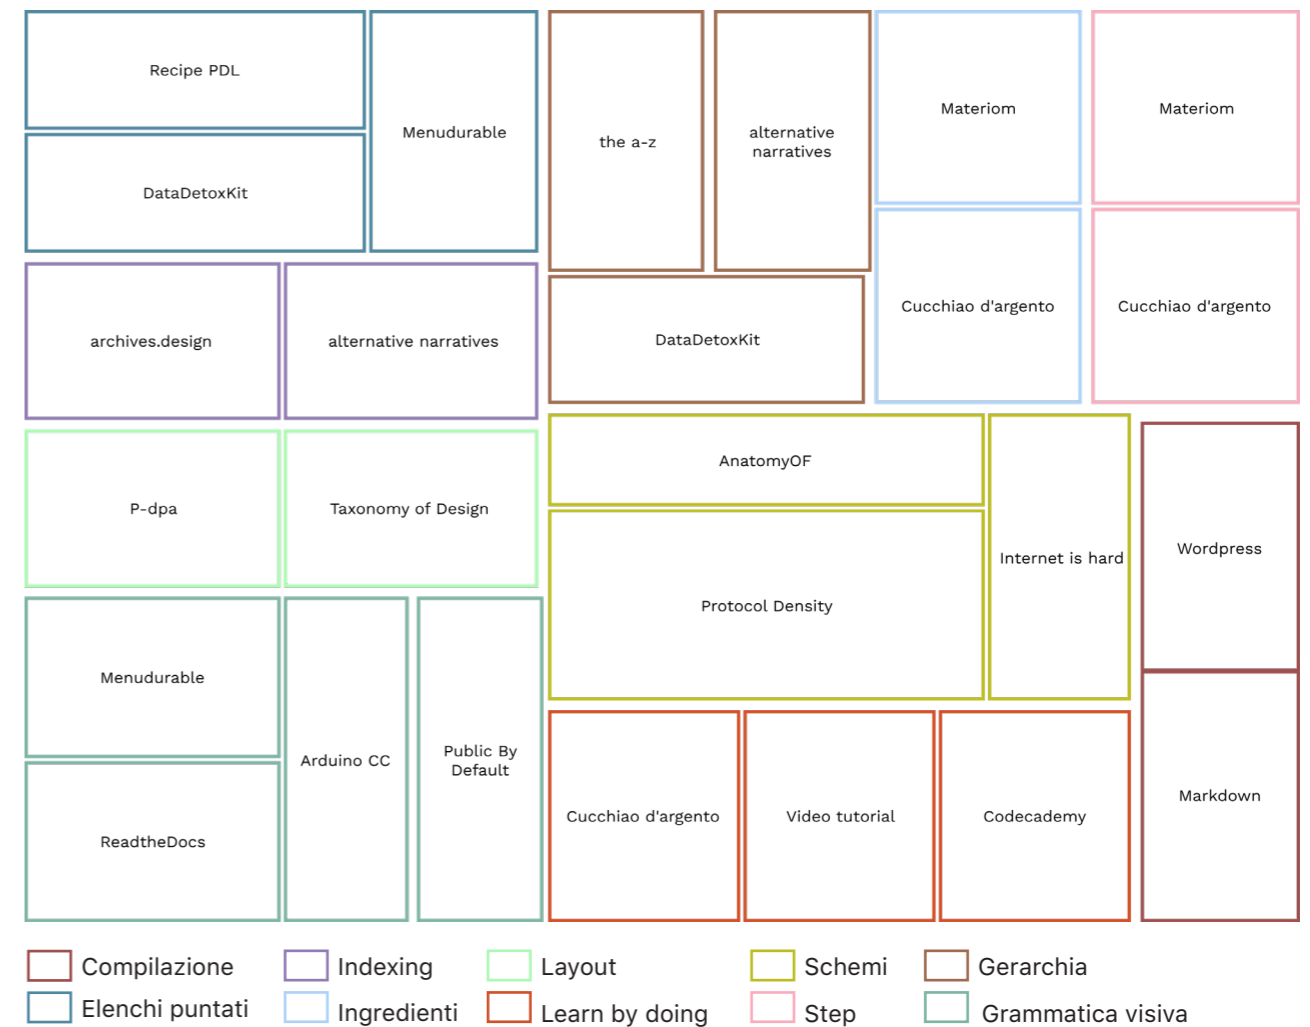 Recipe PDL
DataDetoxKit
Menudurable
the a-z
alternative
narratives
Materiom
Materiom
archives.design
alternative narratives
DataDetoxKit
Cucchiao d'argento
Cucchiao d'argento
P-dpa
Taxonomy of Design
AnatomyOF
Protocol Density
Internet is hard
Wordpress
Menudurable
ReadtheDocs
Arduino CC
Public By
Default
Cucchiao d'argento
Video tutorial
Codecademy
Markdown
Compilazione
Indexing
Layout
Schemi
Gerarchia
Elenchi puntati
Ingredienti
Learn by doing
Step
Grammatica visiva